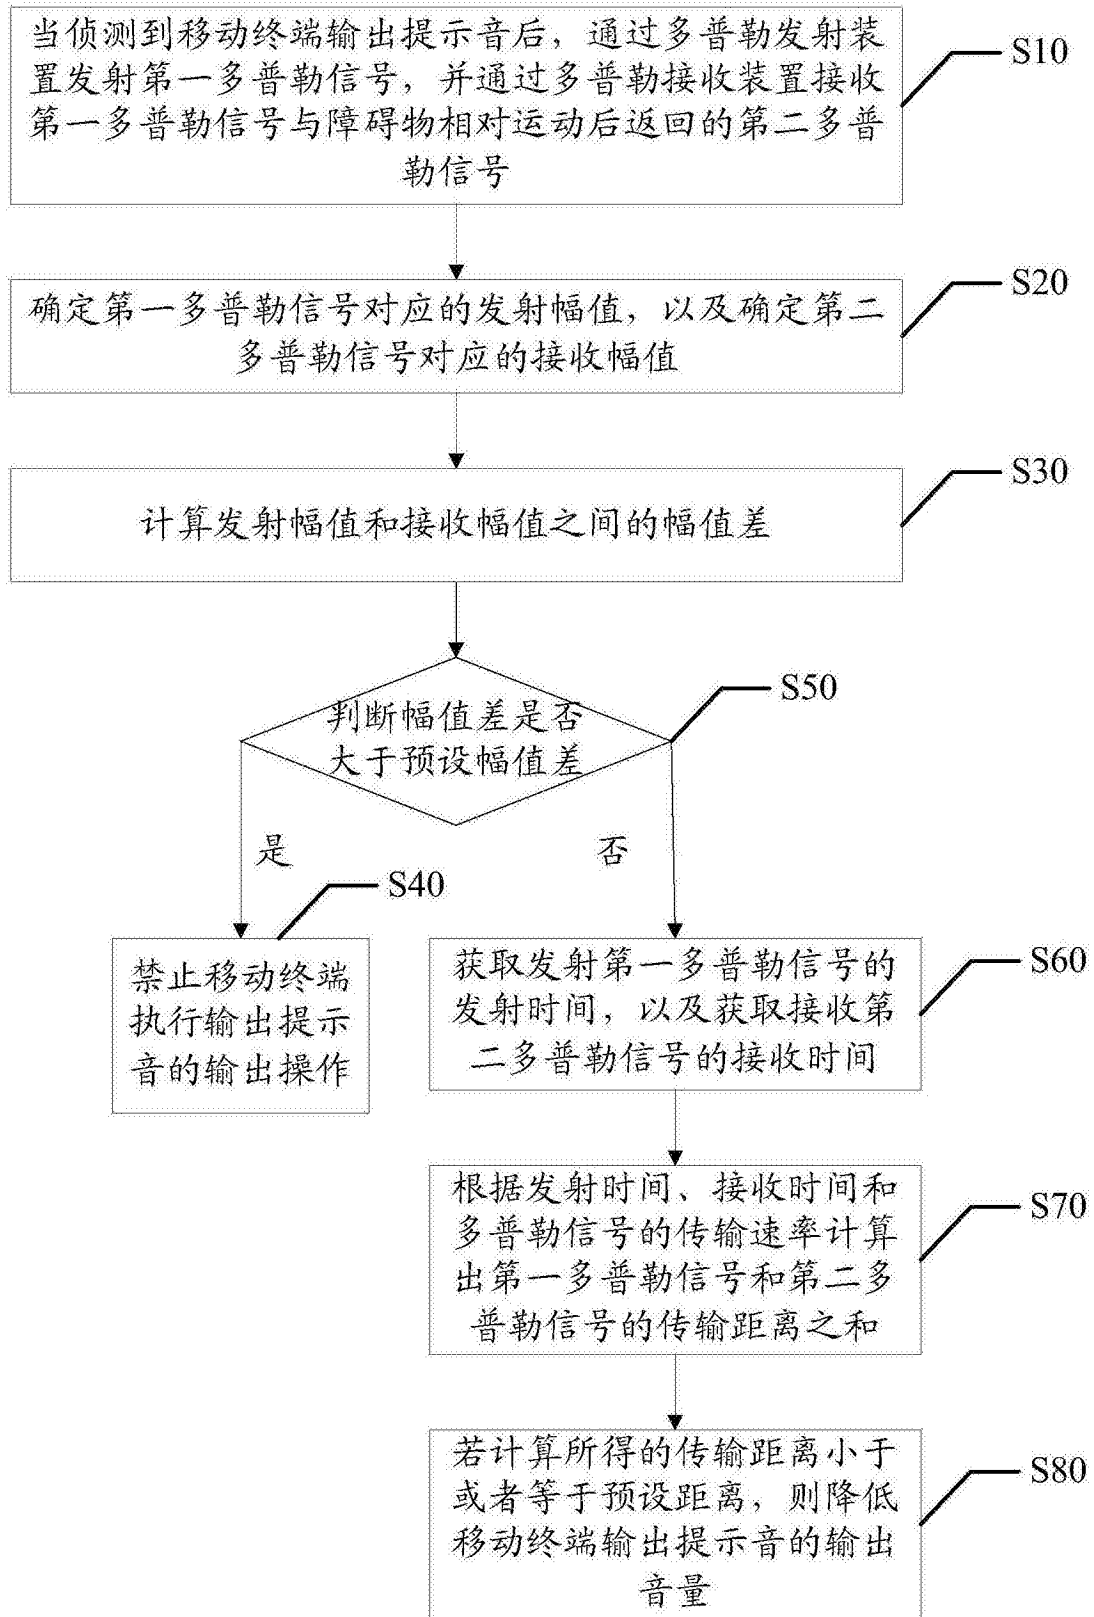 当侦测到移动终端输出提示音后，通过多普勒发射装
置发射第一多普勒信号，并通过多普勒接收装置接收
第一多普勒信号与障碍物相对运动后返回的第二多普
勒信号
S10
确定第一多普勒信号对应的发射幅值，以及确定第二
多普勒信号对应的接收幅值
S20
计算发射幅值和接收幅值之间的幅值差
S30
判断幅值差是否
大于预设幅值差
S50
是
否
S40
禁止移动终端
执行输出提示
音的输出操作
获取发射第一多普勒信号的
发射时间，以及获取接收第
二多普勒信号的接收时间
S60
根据发射时间、接收时间和
多普勒信号的传输速率计算
出第一多普勒信号和第二多
普勒信号的传输距离之和
S70
若计算所得的传输距离小于
或者等于预设距离，则降低
移动终端输出提示音的输出
音量
S80